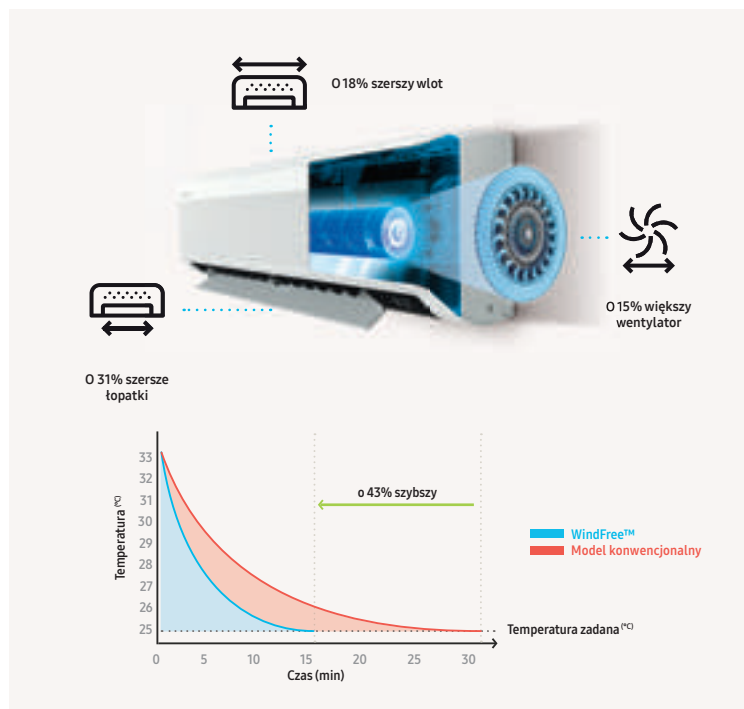 O 18% szerszy wlot
O 15% większy
wentylator
O 31% szersze
łopatki
Temperatura (°C)
33
32
31
30
29
28
27
26
25
o 43% szybszy
WindFree™
Model konwencjonalny
Temperatura zadana (°C)
0 5 10 15 20 25 30
Czas (min)